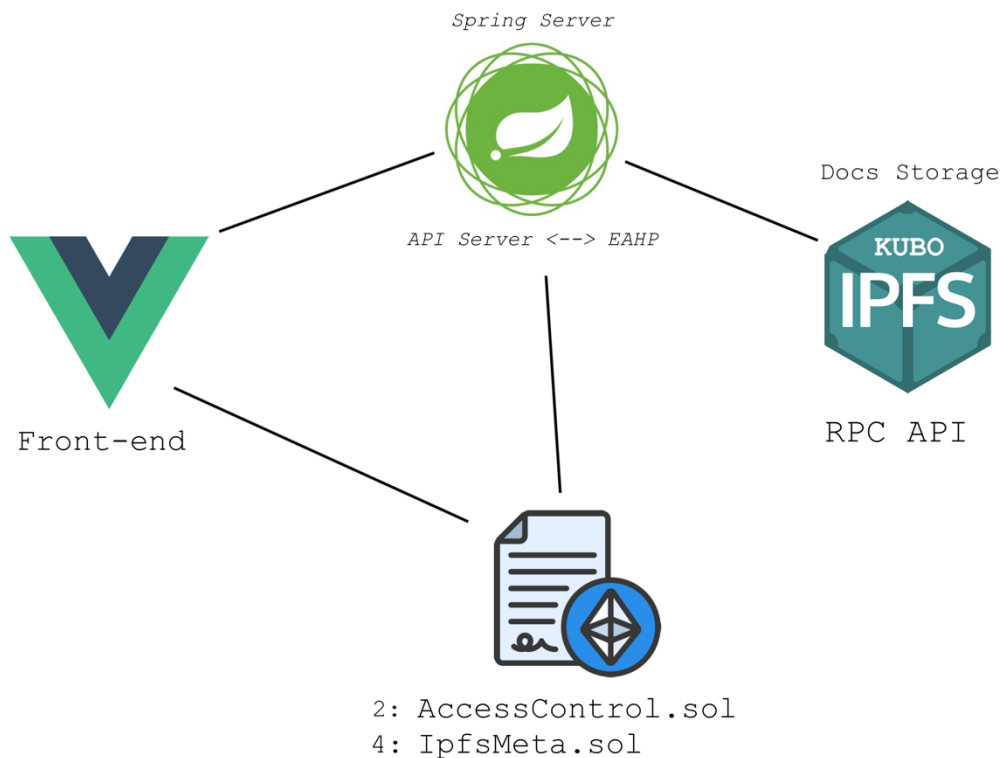 Spring Server
API Server <--> EAHP
Docs Storage
KUBO
IPFS
RPC API
Front-end
2: AccessControl.sol
4: IpfsMeta.sol